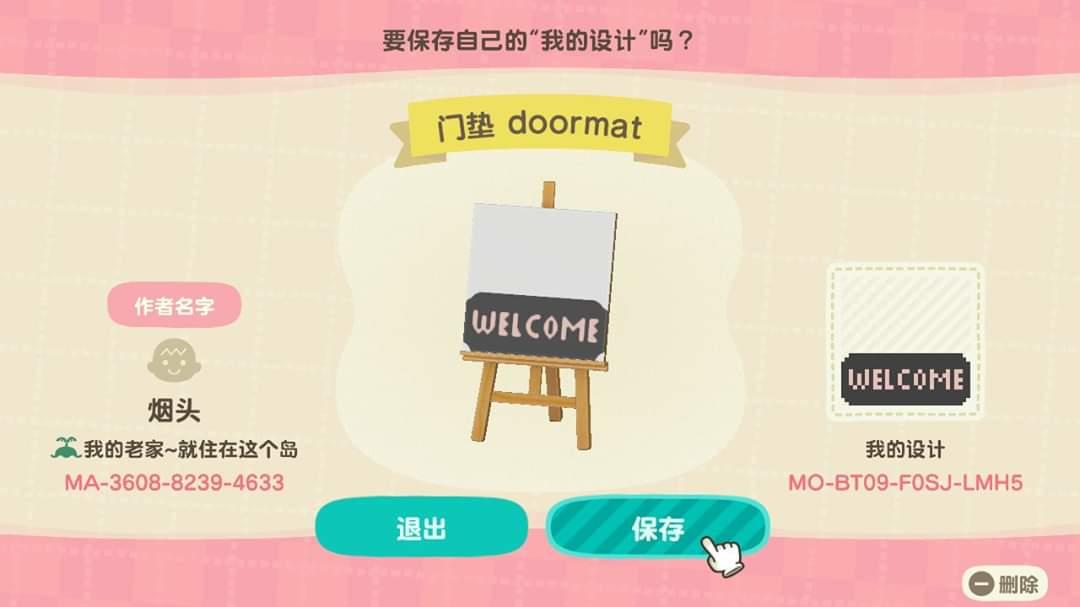 要保存自己的“我的设计”吗？
门垫 doormat
WELCOME
作者名字
烟头
我的老家~就住在这个岛
MA-3608-8239-4633
WELCOME
我的设计
MO-BT09-F0SJ-LMH5
退出
保存
删除